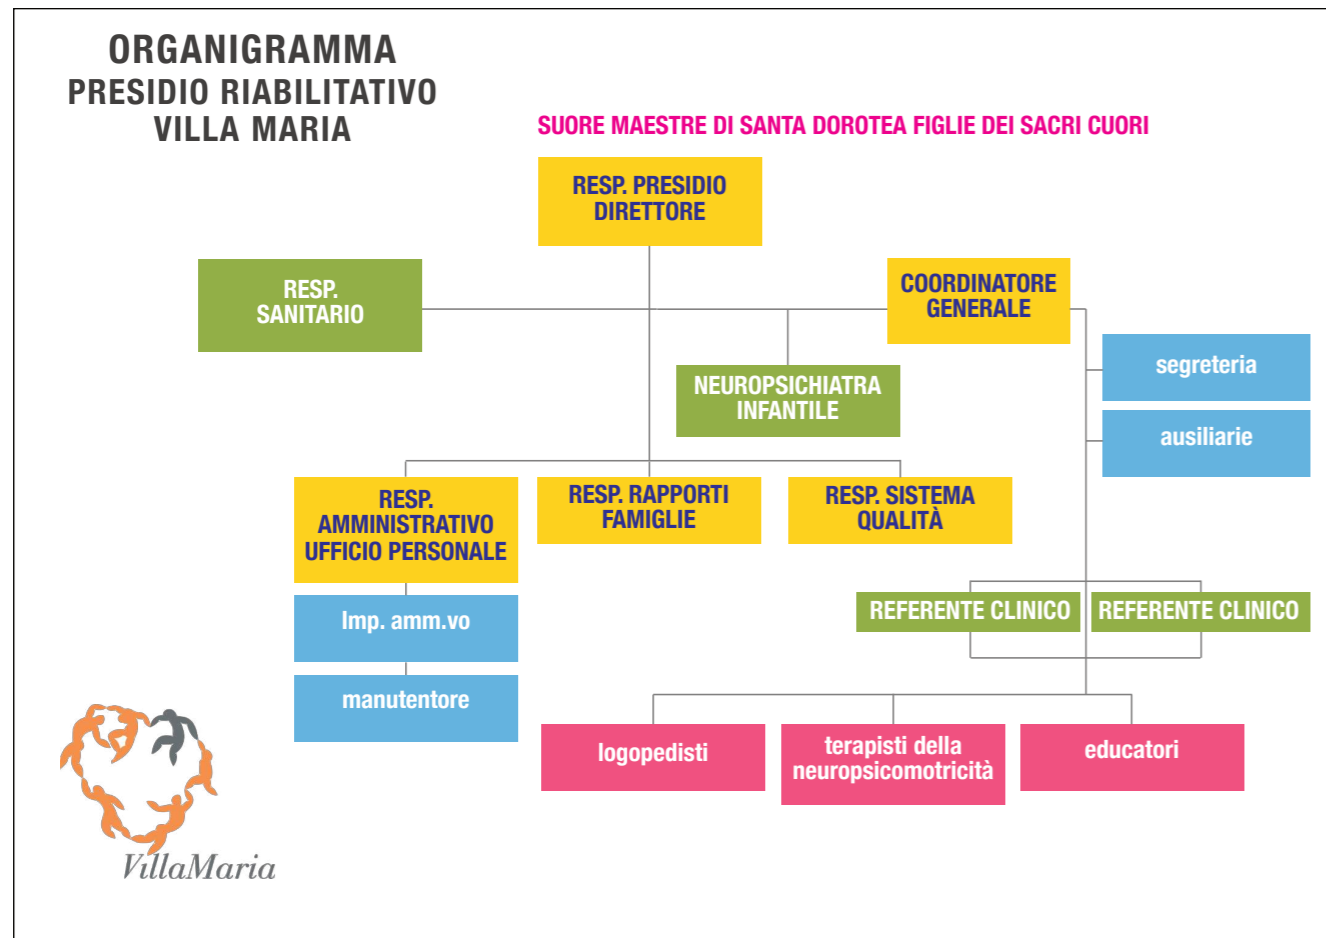 ORGANIGRAMMA
PRESIDIO RIABILITATIVO
VILLA MARIA
SUORE MAESTRE DI SANTA DOROTEA FIGLIE DEI SACRI CUORI
RESP. PRESIDIO
DIRETTORE
RESP.
SANITARIO
COORDINATORE
GENERALE
segreteria
NEUROPSICHIATRA
INFANTILE
ausiliarie
RESP.
AMMINISTRATIVO
UFFICIO PERSONALE
RESP. RAPPORTI
FAMIGLIE
RESP. SISTEMA
QUALITÀ
Imp. amm.vo
manutentore
REFERENTE CLINICO
REFERENTE CLINICO
logopedisti
terapisti della
neuropsicomotricità
educatori
VillaMaria